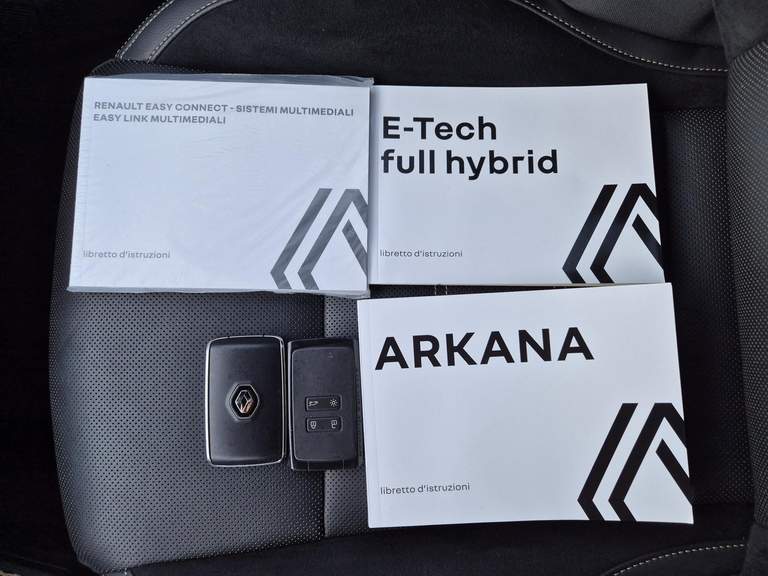 RENAULT EASY CONNECT - SISTEMI MULTIMEDIALI
EASY LINK MULTIMEDIALI
libretto d'istruzioni
E-Tech
full hybrid
libretto d'istruzioni
ARKANA
libretto d'istruzioni